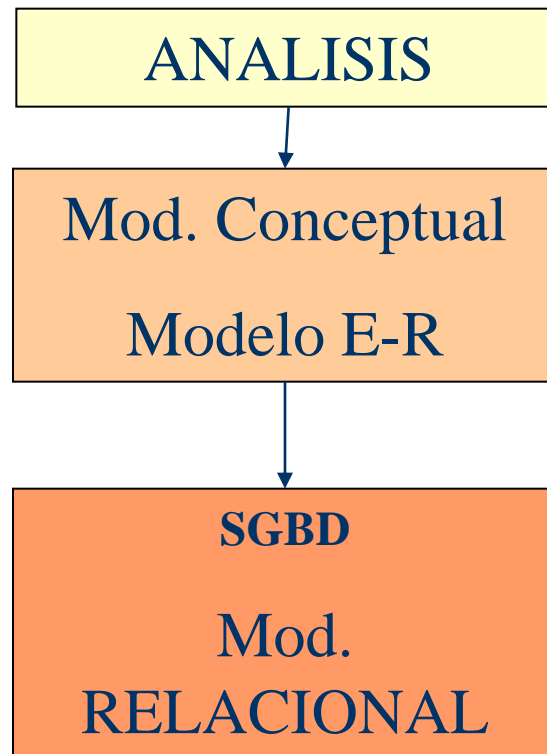 ANALISIS
Mod. Conceptual
Modelo E-R
SGBD
Mod.
RELACIONAL